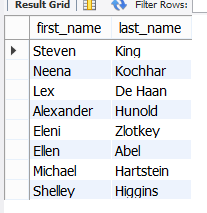 Result Grid Filter Rows:
first_name last_name
Steven King
Neena Kochhar
Lex De Haan
Alexander Hunold
Eleni Zlotkey
Ellen Abel
Michael Hartstein
Shelley Higgins